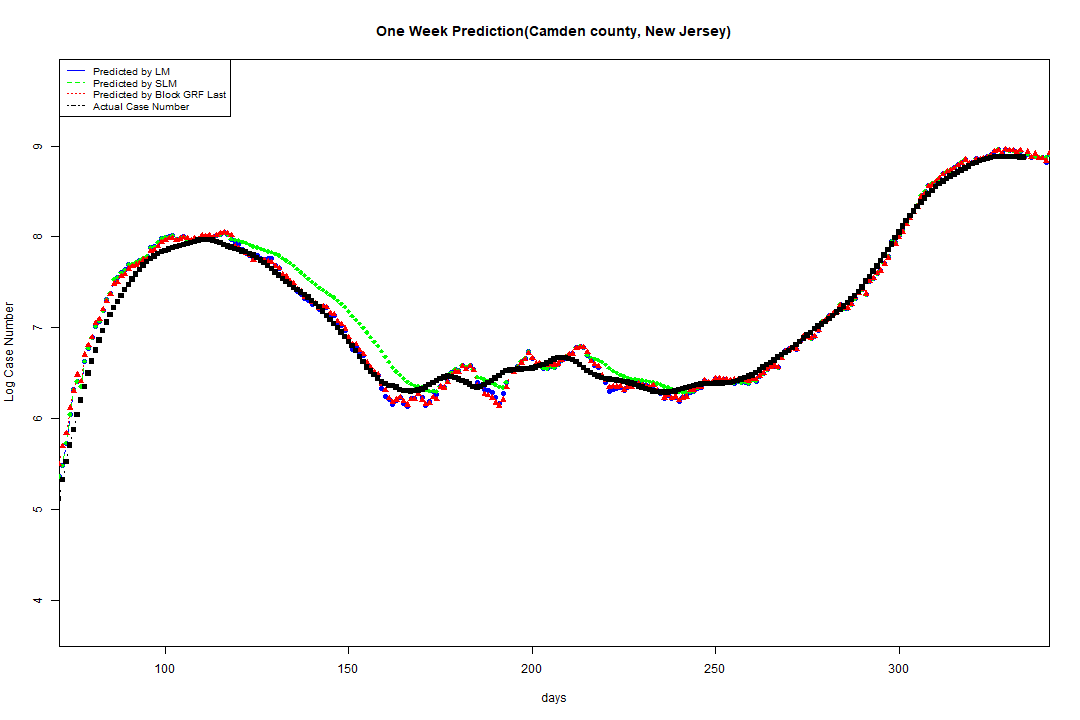 One Week Prediction(Camden county, New Jersey)
Predicted by LM
Predicted by SLM
Predicted by Block GRF Last
Actual Case Number
Log Case Number
9
8
7
6
5
4
100 150 200 250 300
days